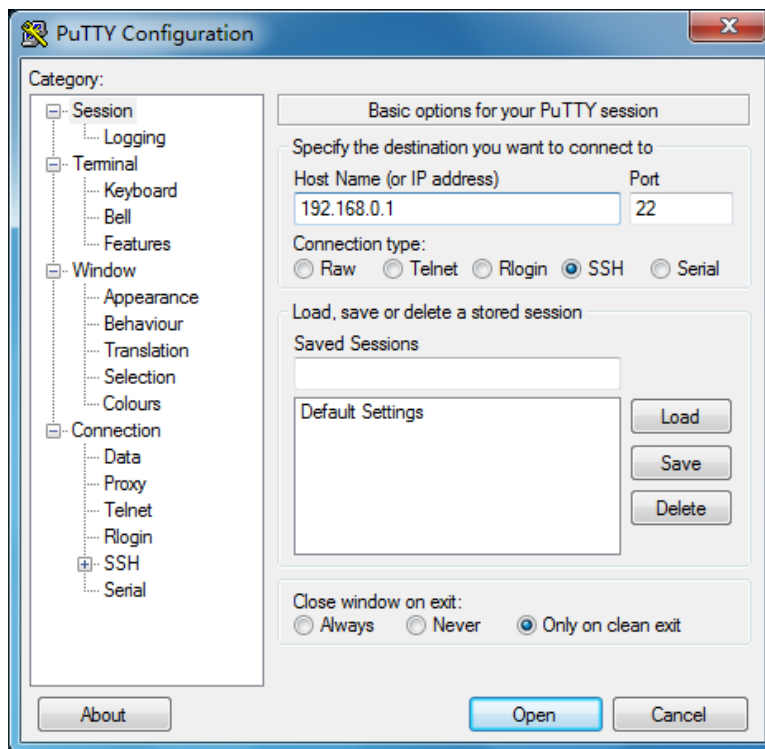 PuTTY Configuration
Category:
Session
Logging
Terminal
Keyboard
Bell
Features
Window
Appearance
Behaviour
Translation
Selection
Colours
Connection
Data
Proxy
Telnet
Rlogin
SSH
Serial
Basic options for your PuTTY session
Specify the destination you want to connect to
Host Name (or IP address) Port
192.168.0.1 22
Connection type:
Raw Telnet Rlogin SSH Serial
Load, save or delete a stored session
Saved Sessions
Default Settings
Load
Save
Delete
Close window on exit:
Always Never Only on clean exit
About Open Cancel